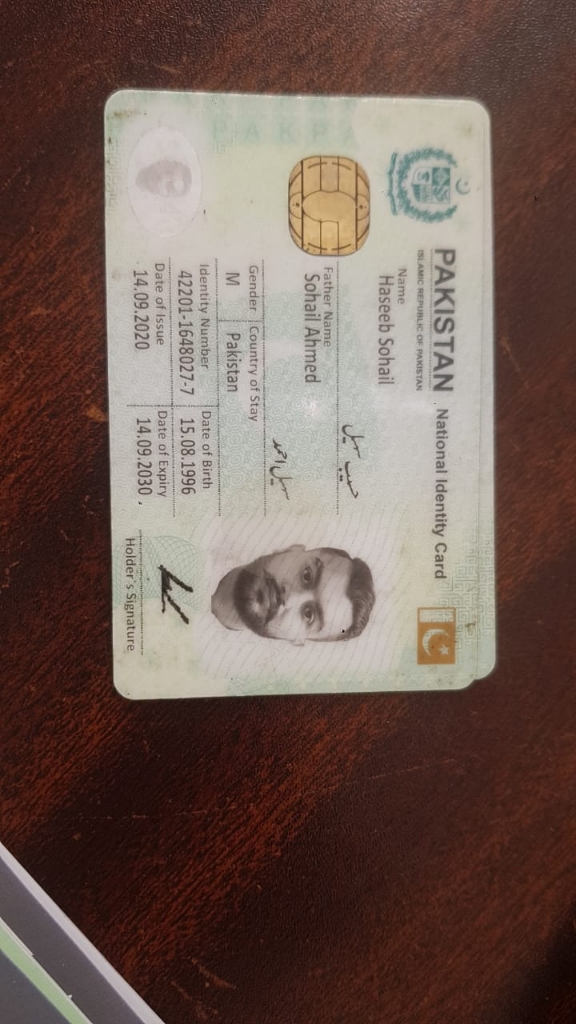 PAKISTAN National Identity Card
ISLAMIC REPUBLIC OF PAKISTAN
Name
Haseeb Sohail
حسیب سہیل
Father Name
Sohail Ahmed
سہیل احمد
Gender Country of Stay
M Pakistan
Identity Number Date of Birth
42201-1648027-7 15.08.1996
Date of Issue Date of Expiry
14.09.2020 14.09.2030
Holder's Signature